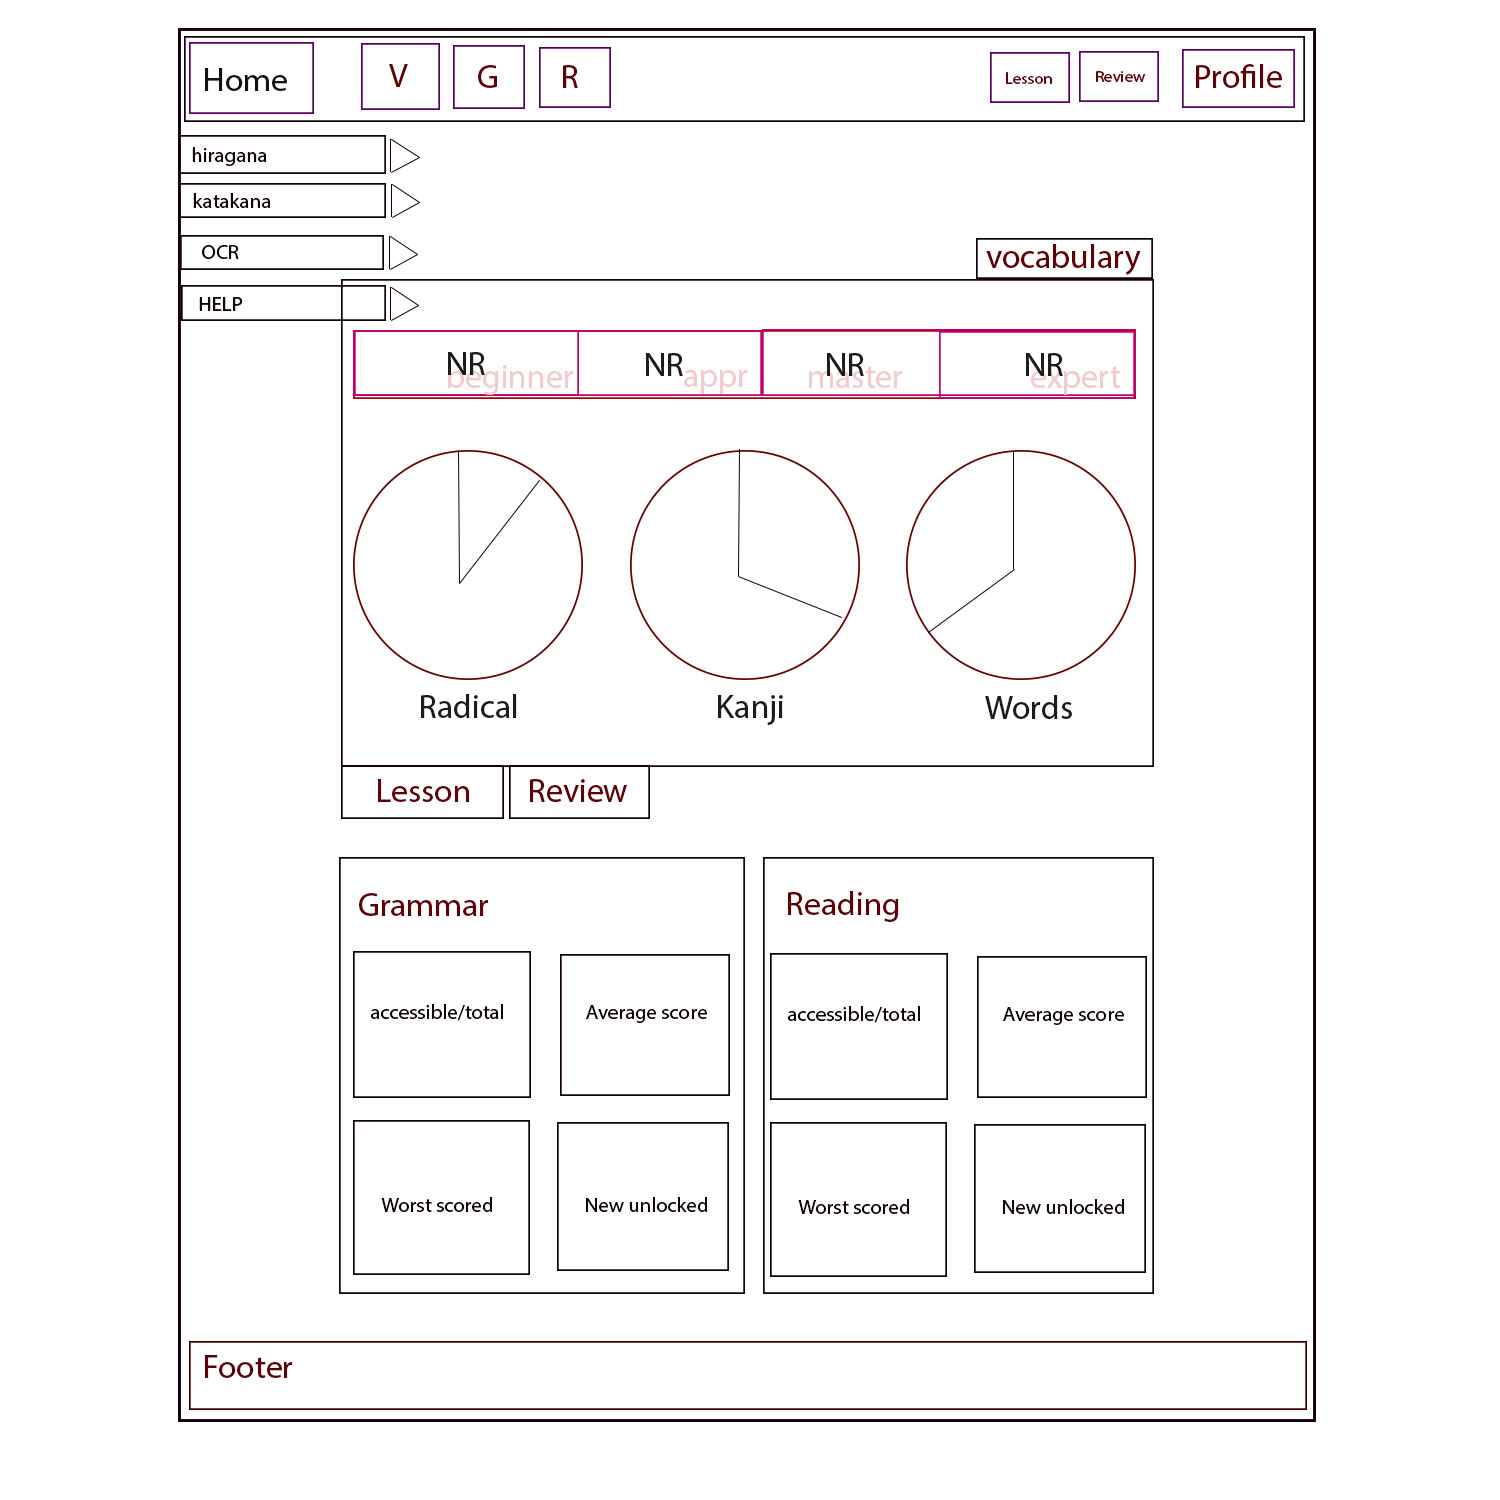 Home V G R Lesson Review Profile
hiragana
katakana
OCR
HELP
vocabulary
NR beginner NR appr NR master NR expert
Radical Kanji Words
Lesson Review
Grammar
accessible/total Average score
Worst scored New unlocked
Reading
accessible/total Average score
Worst scored New unlocked
Footer